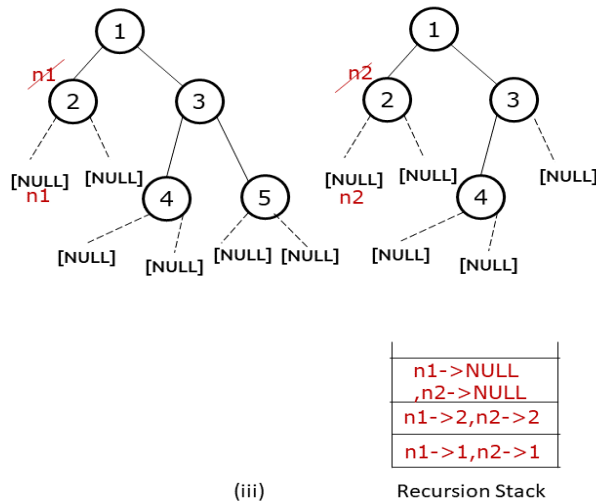 1
n1
2
3
[NULL]
[NULL]
n1
4
5
[NULL]
[NULL]
[NULL]
[NULL]
1
n2
2
3
[NULL]
[NULL]
[NULL]
n2
4
[NULL]
[NULL]
n1->NULL
,n2->NULL
n1->2,n2->2
n1->1,n2->1
(iii)
Recursion Stack